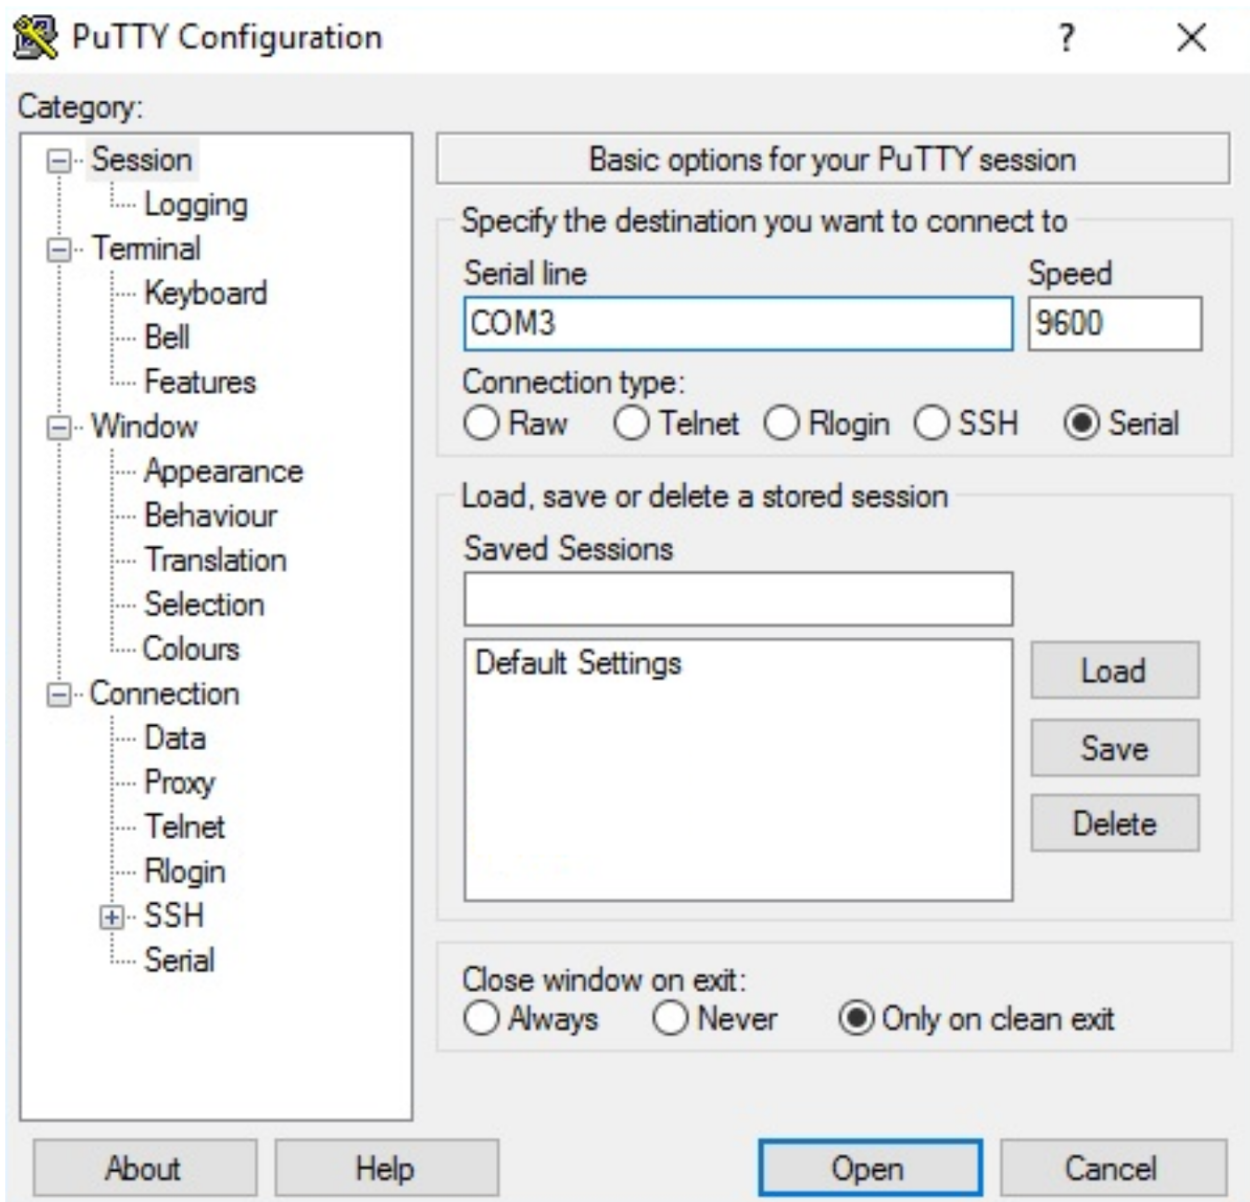 PuTTY Configuration
?
Category:
Session
Logging
Terminal
Keyboard
Bell
Features
Window
Appearance
Behaviour
Translation
Selection
Colours
Connection
Data
Proxy
Telnet
Rlogin
SSH
Serial
Basic options for your PuTTY session
Specify the destination you want to connect to
Serial line Speed
COM3 9600
Connection type:
Raw Telnet Rlogin SSH Serial
Load, save or delete a stored session
Saved Sessions
Default Settings
Load
Save
Delete
Close window on exit:
Always Never Only on clean exit
About Help Open Cancel